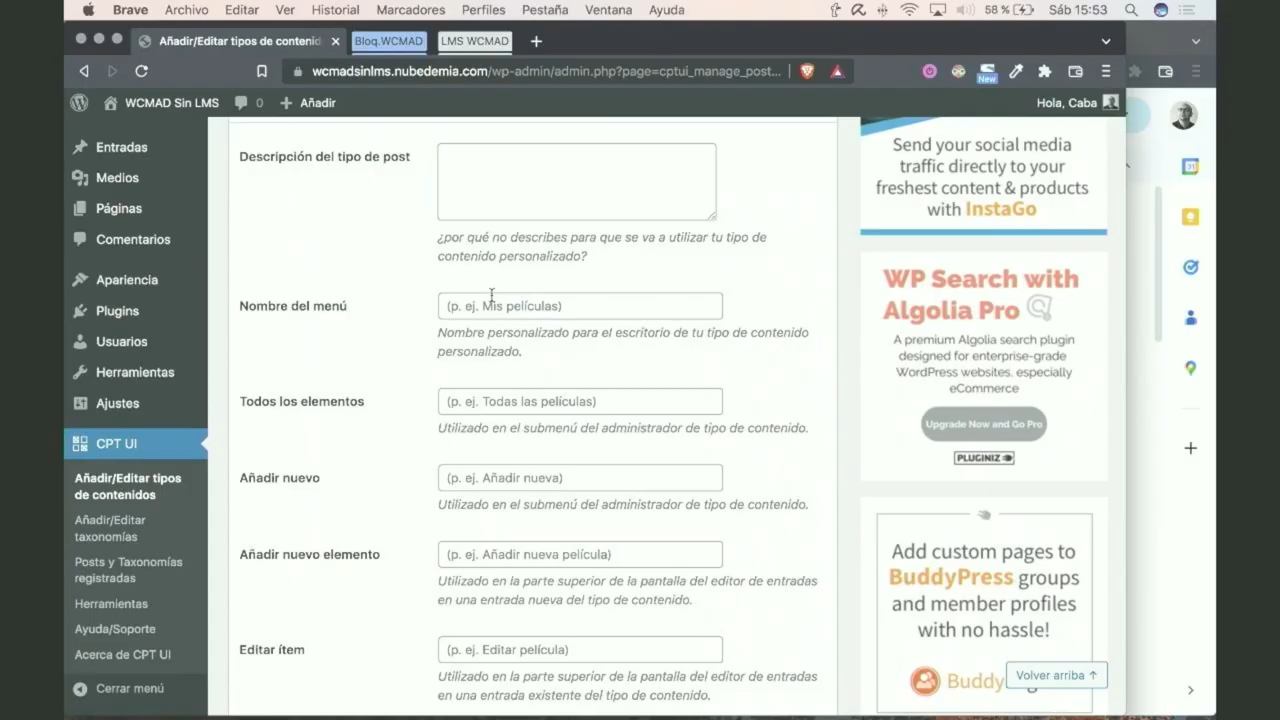 Brave Archivo Editar Ver Historial Marcadores Perfiles Pestaña Ventana Ayuda 58 % Sáb 15:53
Añadir/Editar tipos de contenid Bloq.WCMAD LMS WCMAD
wcmadsinlms.nubedemia.com/wp-admin/admin.php?page=cptui_manage_post...
New
WCMAD Sin LMS 0 Añadir Hola, Caba
Entradas
Medios
Páginas
Comentarios
Apariencia
Plugins
Usuarios
Herramientas
Ajustes
CPT UI
Añadir/Editar tipos
de contenidos
Añadir/Editar
taxonomías
Posts y Taxonomías
registradas
Herramientas
Ayuda/Soporte
Acerca de CPT UI
Cerrar menú
Descripción del tipo de post
¿por qué no describes para que se va a utilizar tu tipo de
contenido personalizado?
Nombre del menú
(p. ej. Mis películas)
Nombre personalizado para el escritorio de tu tipo de contenido
personalizado.
Todos los elementos
(p. ej. Todas las películas)
Utilizado en el submenú del administrador de tipo de contenido.
Añadir nuevo
(p. ej. Añadir nueva)
Utilizado en el submenú del administrador de tipo de contenido.
Añadir nuevo elemento
(p. ej. Añadir nueva película)
Utilizado en la parte superior de la pantalla del editor de entradas
en una entrada nueva del tipo de contenido.
Editar ítem
(p. ej. Editar película)
Utilizado en la parte superior de la pantalla del editor de entradas
en una entrada existente del tipo de contenido.
Send your social media
traffic directly to your
freshest content & products
with InstaGo
WP Search with
Algolia Pro
A premium Algolia search plugin
designed for enterprise-grade
WordPress websites. especially
eCommerce
Upgrade Now and Go Pro
PLUGINIZE
Add custom pages to
BuddyPress groups
and member profiles
with no hassle!
Buddy
Volver arriba ↑
31